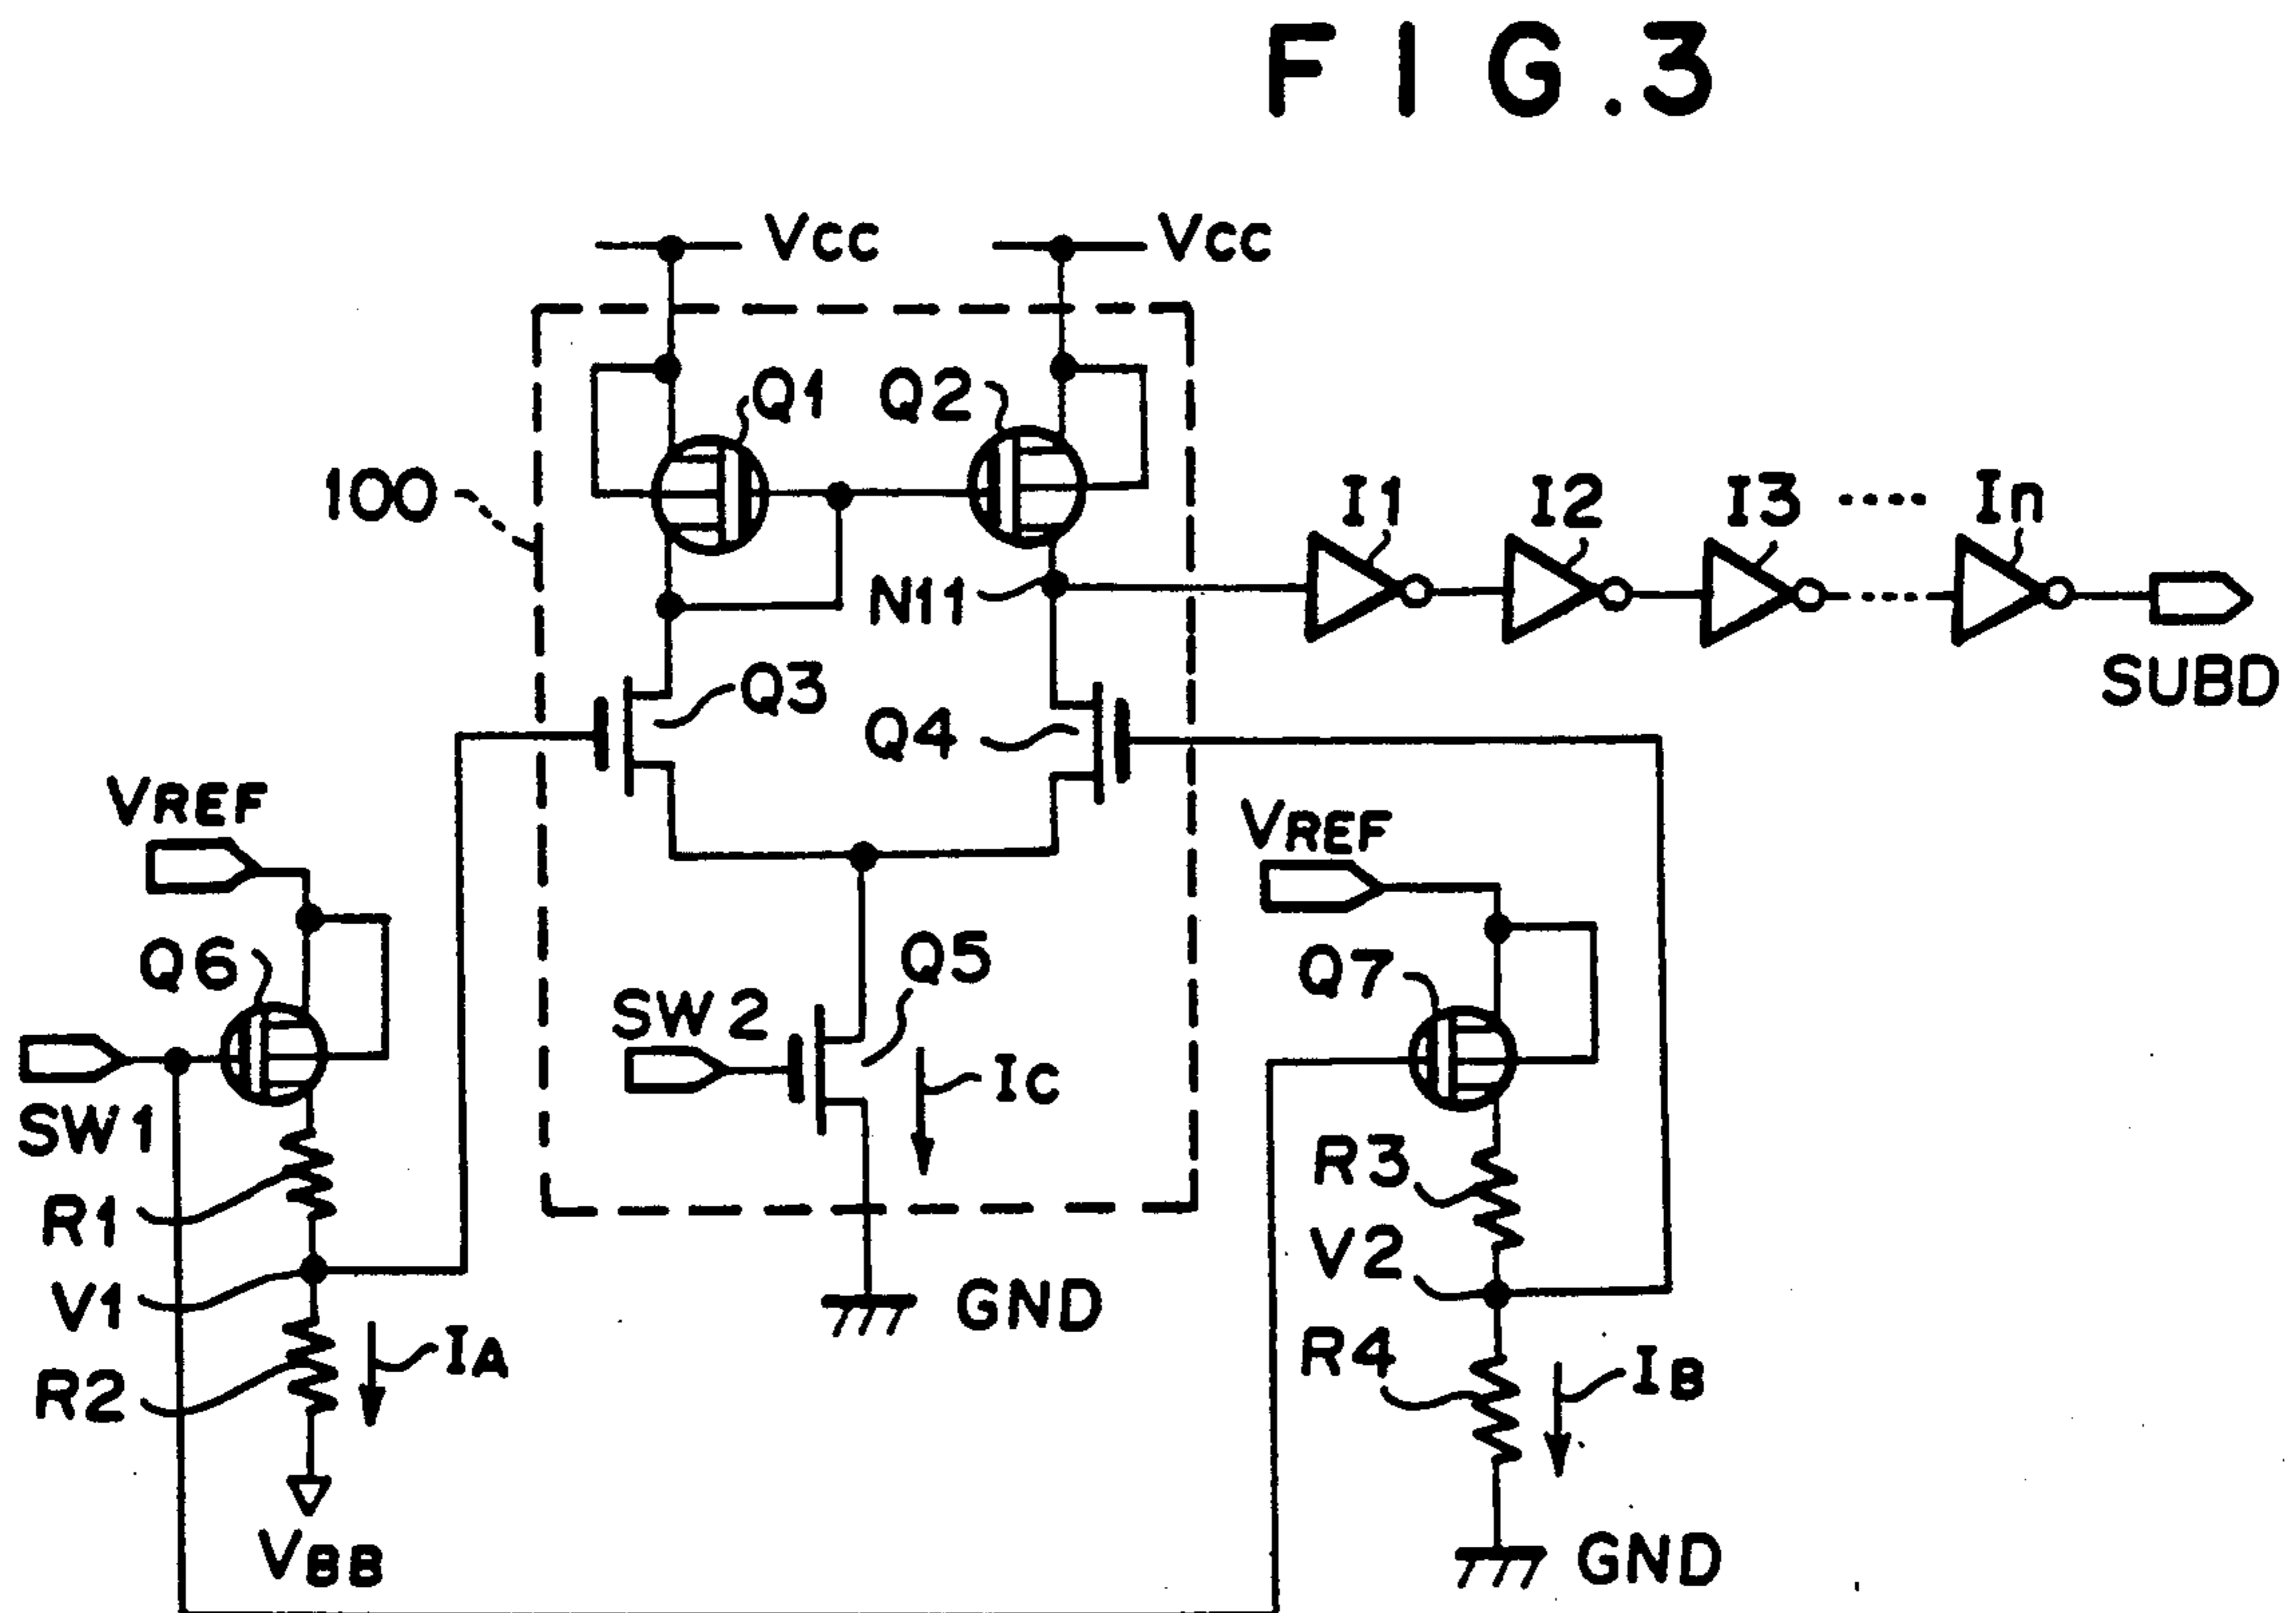 FIG.3
Vcc
Vcc
Q1
Q2
100
I1
I2
I3
....
In
N11
SUBD
Q3
Q4
VREF
VREF
Q6
Q5
Q7
SW2
Ic
SW1
R1
R3
V1
V2
GND
IA
R4
IB
R2
VBB
GND